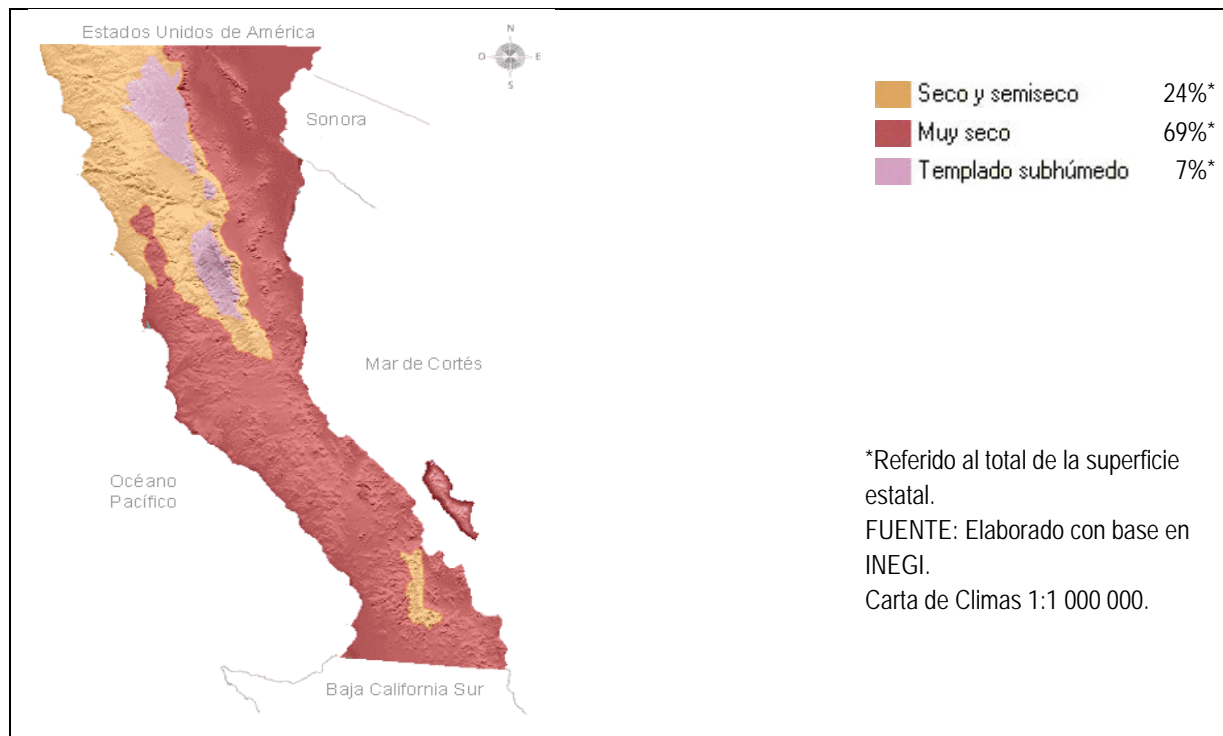 Estados Unidos de América
N
O
E
S
Sonora
Mar de Cortés
Océano
Pacífico
Baja California Sur
Seco y semiseco 24%*
Muy seco 69%*
Templado subhúmedo 7%*
*Referido al total de la superficie
estatal.
FUENTE: Elaborado con base en
INEGI.
Carta de Climas 1:1 000 000.